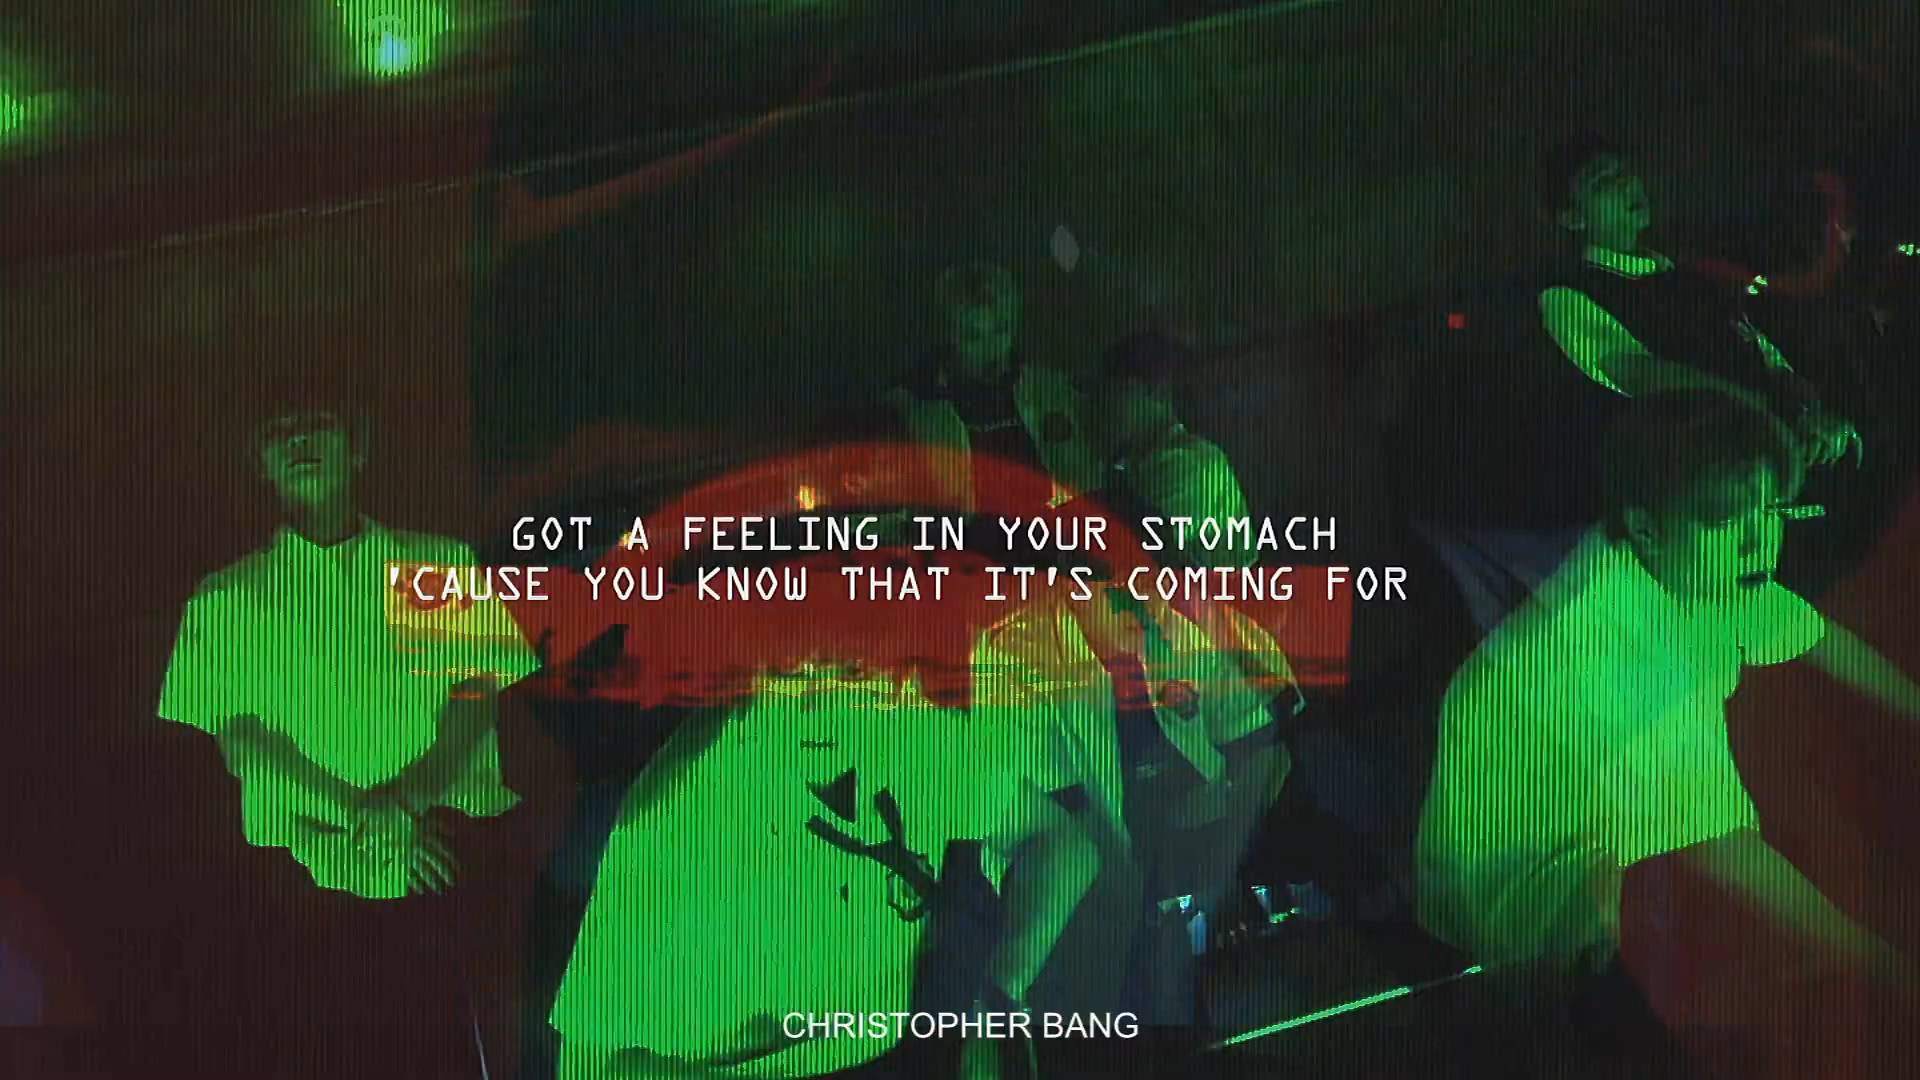 GOT A FEELING IN YOUR STOMACH
'CAUSE YOU KNOW THAT IT'S COMING FOR
CHRISTOPHER BANG